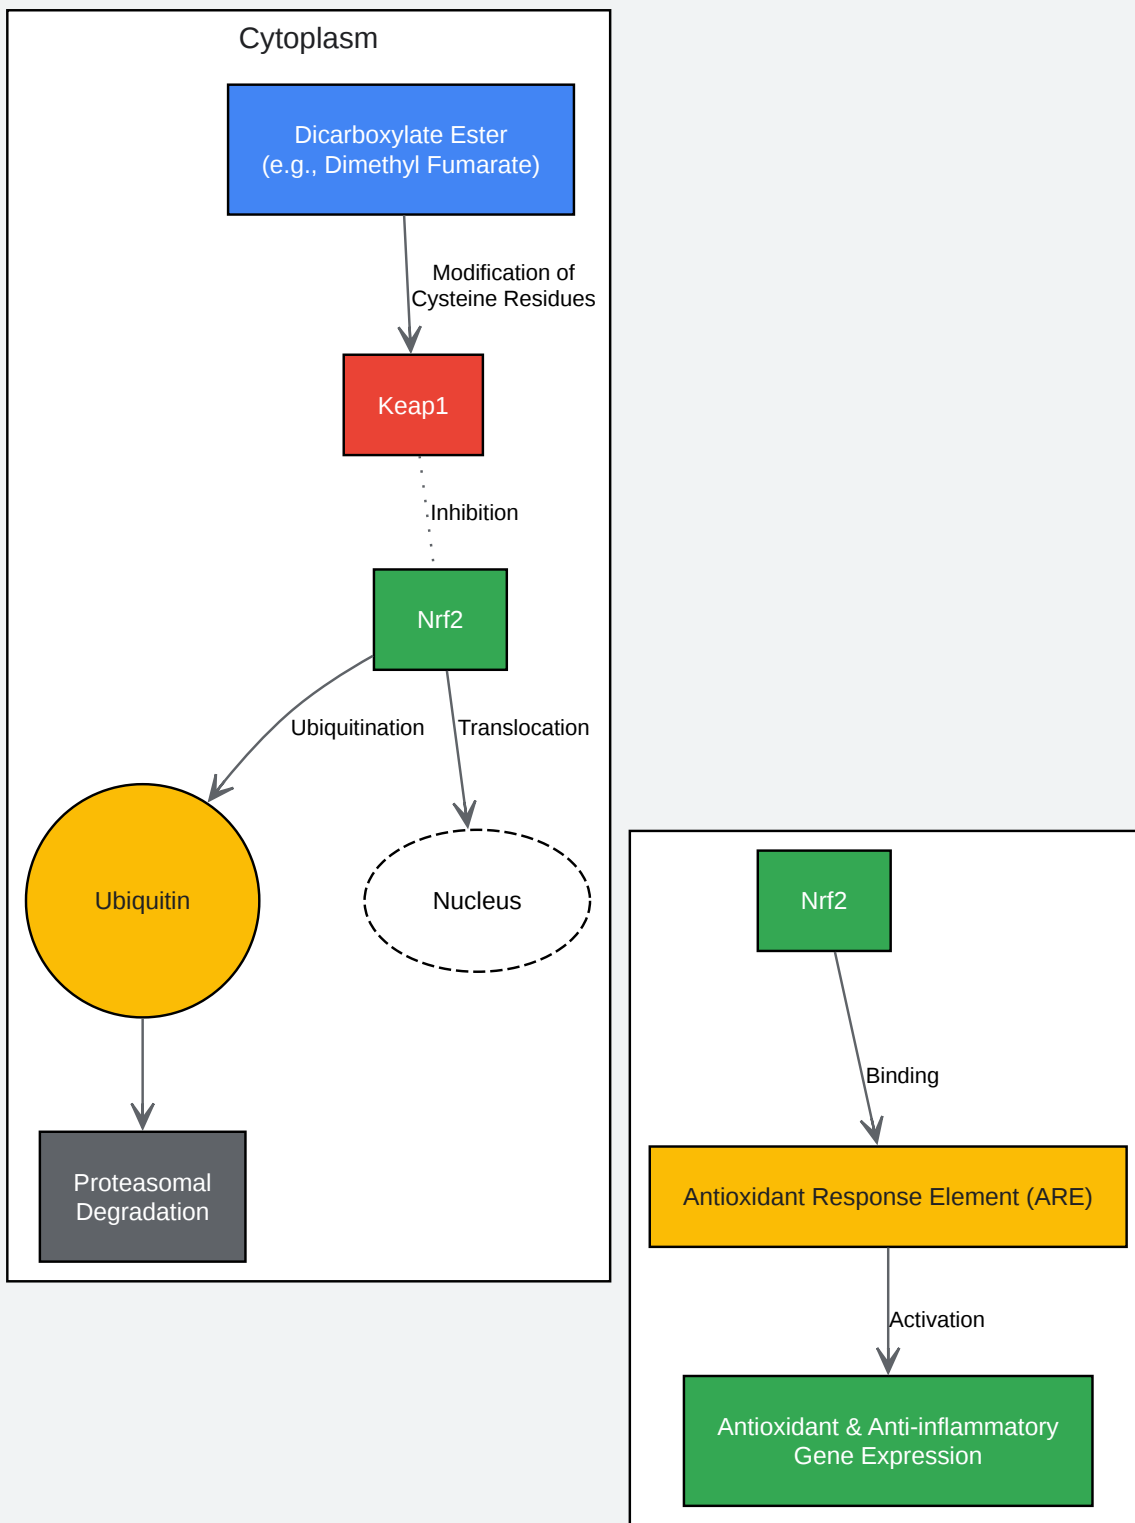 Cytoplasm
Dicarboxylate Ester
(e.g., Dimethyl Fumarate)
Modification of
Cysteine Residues
Keap1
Inhibition
Nrf2
Ubiquitination
Translocation
Ubiquitin
Nucleus
Proteasomal
Degradation
Nrf2
Binding
Antioxidant Response Element (ARE)
Activation
Antioxidant & Anti-inflammatory
Gene Expression